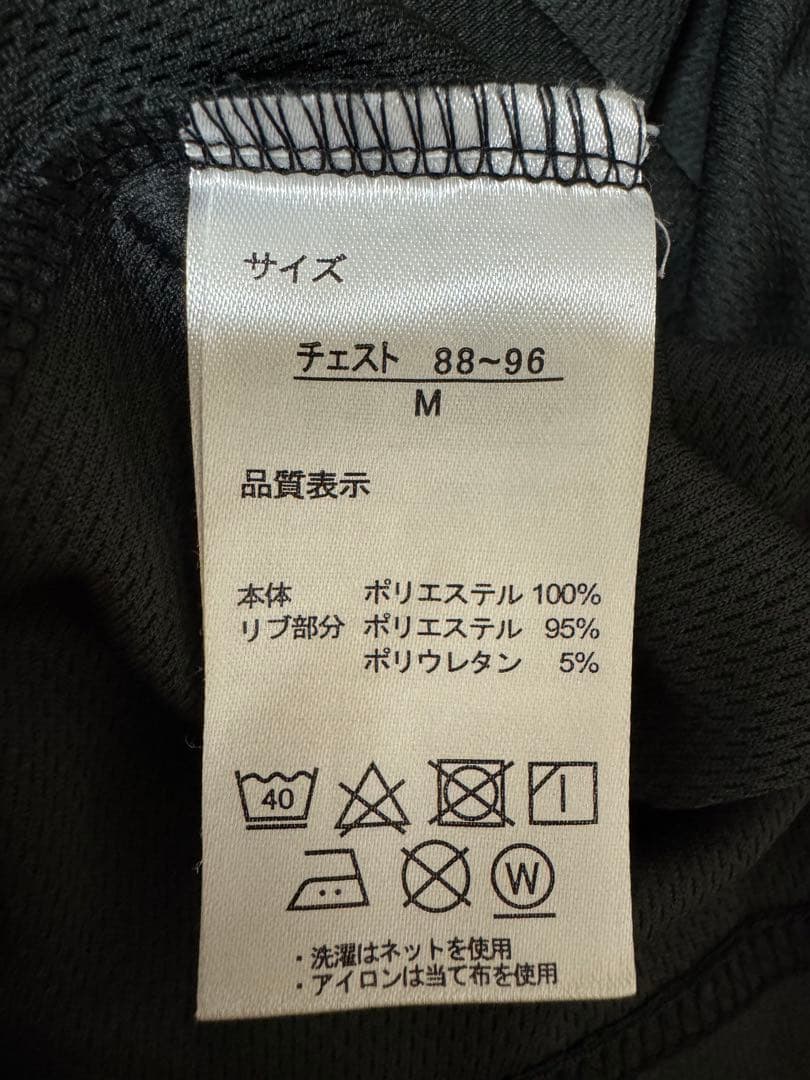 サイズ
チェスト 88~96
M
品質表示
本体 ポリエステル 100%
リブ部分 ポリエステル 95%
ポリウレタン 5%
40
W
・洗濯はネットを使用
・アイロンは当て布を使用